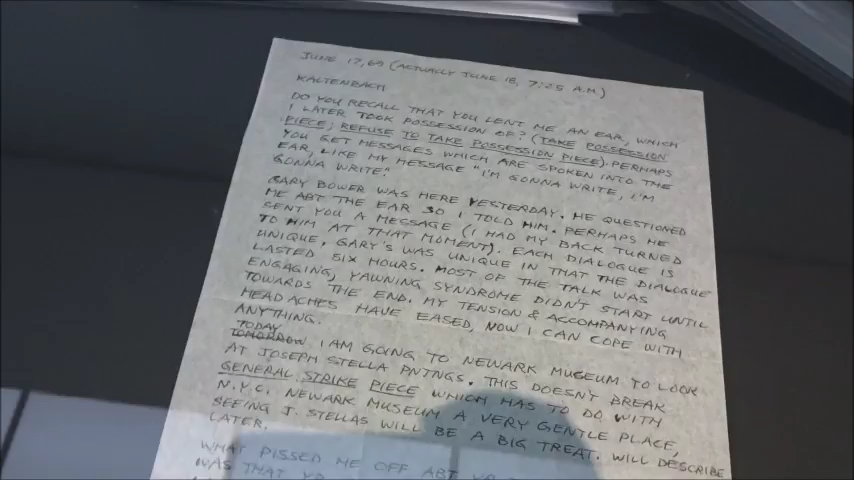 JUNE 17, 69 (ACTUALLY JUNE 18, 7:25 A.M.)
KALTENBACH
DO YOU RECALL THAT YOU LENT ME AN EAR, WHICH
I LATER TOOK POSSESSION OF? (TAKE POSSESSION
PIECE; REFUSE TO TAKE POSSESSION PIECE). PERHAPS
YOU GET MESSAGES WHICH ARE SPOKEN INTO THE
EAR, LIKE MY MESSAGE "I'M GONNA WRITE, I'M
GONNA WRITE".
GARY BOWER WAS HERE YESTERDAY. HE QUESTIONED
ME ABT THE EAR SO I TOLD HIM. PERHAPS HE
SENT YOU A MESSAGE (I HAD MY BACK TURNED
TO HIM AT THAT MOMENT). EACH DIALOGUE IS
UNIQUE. GARY'S WAS UNIQUE IN THAT THE DIALOGUE
LASTED SIX HOURS. MOST OF THE TALK WAS
ENGAGING, YAWNING SYNDROME DIDN'T START UNTIL
TOWARDS THE END. MY TENSION & ACCOMPANYING
HEADACHES HAVE EASED, NOW I CAN COPE WITH
ANYTHING.
TODAY
TOMORROW I AM GOING TO NEWARK MUSEUM TO LOOK
AT JOSEPH STELLA PNTNGS. THIS DOESN'T BREAK
GENERAL STRIKE PIECE WHICH HAS TO DO WITH
N.Y.C. NEWARK MUSEUM A VERY GENTLE PLACE,
SEEING J. STELLAS WILL BE A BIG TREAT. WILL DESCRIBE
LATER.
WHAT PISSED ME OFF ABT
WAS THAT